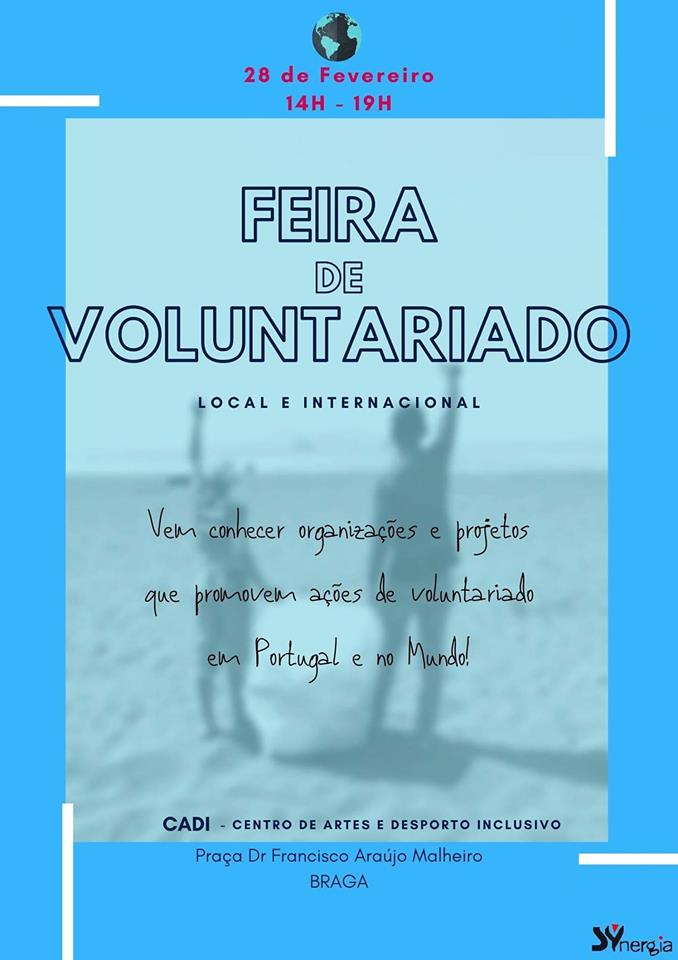 28 de Fevereiro
14H - 19H
FEIRA
DE
VOLUNTARIADO
LOCAL E INTERNACIONAL
Vem conhecer organizações e projetos
que promovem ações de voluntariado
em Portugal e no Mundo!
CADI - CENTRO DE ARTES E DESPORTO INCLUSIVO
Praça Dr Francisco Araújo Malheiro
BRAGA
SYnergia